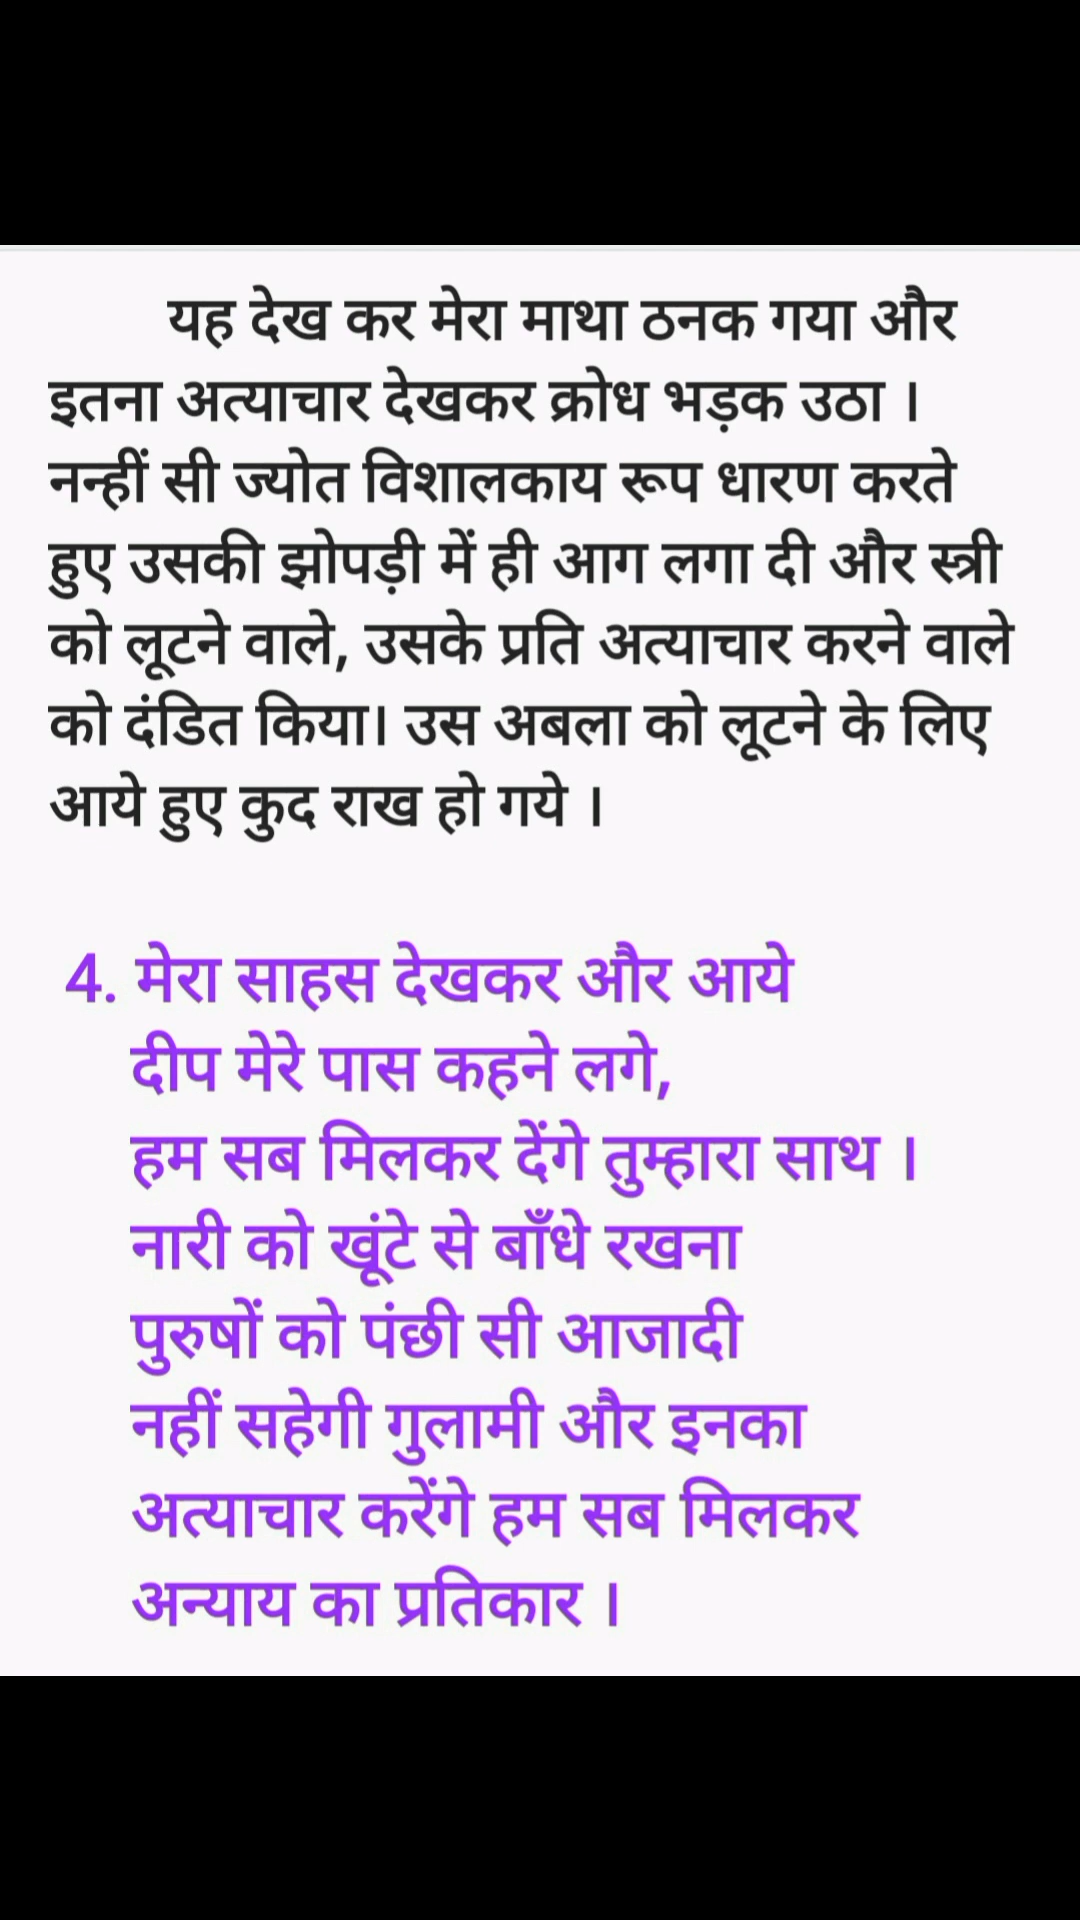 यह देख कर मेरा माथा ठनक गया और
इतना अत्याचार देखकर क्रोध भड़क उठा ।
नन्हीं सी ज्योत विशालकाय रूप धारण करते
हुए उसकी झोपड़ी में ही आग लगा दी और स्त्री
को लूटने वाले, उसके प्रति अत्याचार करने वाले
को दंडित किया। उस अबला को लूटने के लिए
आये हुए कुद राख हो गये ।
4. मेरा साहस देखकर और आये
दीप मेरे पास कहने लगे,
हम सब मिलकर देंगे तुम्हारा साथ ।
नारी को खूंटे से बाँधे रखना
पुरुषों को पंछी सी आजादी
नहीं सहेगी गुलामी और इनका
अत्याचार करेंगे हम सब मिलकर
अन्याय का प्रतिकार ।